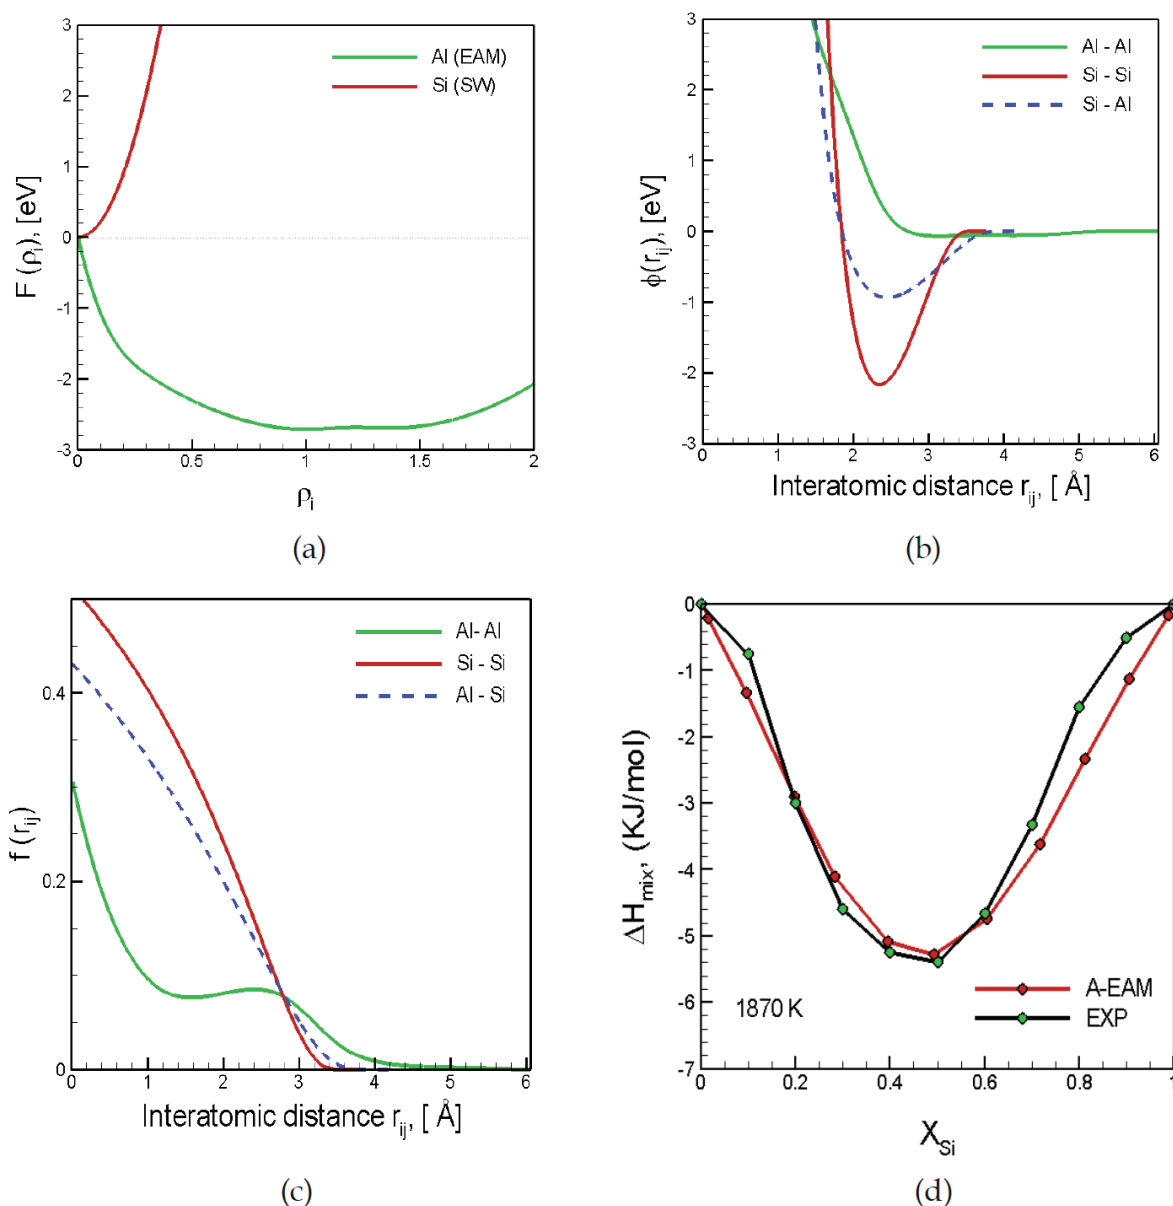 3
2
1
0
-1
-2
-3
0
0.5
1
1.5
2
F (ρi), [eV]
ρi
Al (EAM)
Si (SW)
(a)
3
2
1
0
-1
-2
-3
0
1
2
3
4
5
6
ϕ(rij), [eV]
Interatomic distance rij, [ Å]
Al - Al
Si - Si
Si - Al
(b)
0.4
0.2
0
0
1
2
3
4
5
6
f (rij)
Interatomic distance rij, [ Å]
Al- Al
Si - Si
Al - Si
(c)
0
-1
-2
-3
-4
-5
-6
-7
0
0.2
0.4
0.6
0.8
1
ΔHmix, (KJ/mol)
XSi
1870 K
A-EAM
EXP
(d)